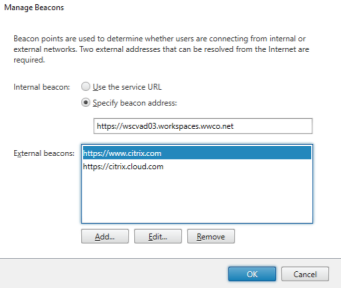 Manage Beacons
Beacon points are used to determine whether users are connecting from internal or
external networks. Two external addresses that can be resolved from the Internet are
required.
Internal beacon:
Use the service URL
Specify beacon address:
https://wscvad03.workspaces.wwco.net
External beacons:
https://www.citrix.com
https://citrix.cloud.com
Add...
Edit...
Remove
OK
Cancel